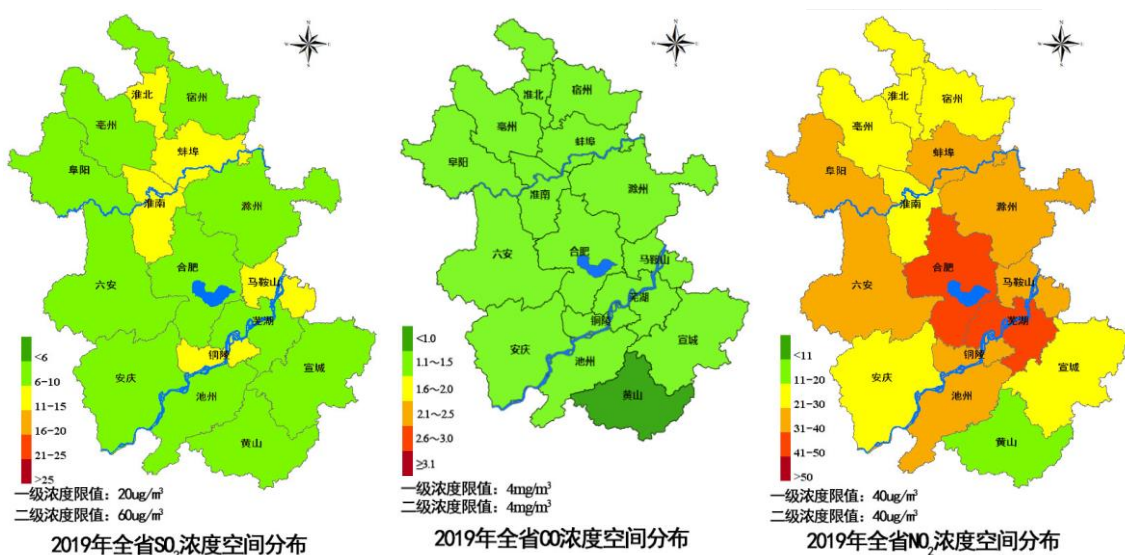 淮北
宿州
亳州
蚌埠
阜阳
淮南
滁州
六安
合肥
马鞍山
芜湖
铜陵
安庆
宣城
池州
黄山
<6
6-10
11-15
16-20
21-25
>25
一级浓度限值：20ug/m³
二级浓度限值：60ug/m³
2019年全省SO₂浓度空间分布
淮北
宿州
亳州
蚌埠
阜阳
淮南
滁州
六安
合肥
马鞍山
芜湖
铜陵
安庆
宣城
池州
黄山
<1.0
1.1~1.5
1.6~2.0
2.1~2.5
2.6~3.0
≥3.1
一级浓度限值：4mg/m³
二级浓度限值：4mg/m³
2019年全省CO浓度空间分布
淮北
宿州
亳州
蚌埠
阜阳
淮南
滁州
六安
合肥
马鞍山
芜湖
铜陵
安庆
宣城
池州
黄山
<11
11-20
21-30
31-40
41-50
>50
一级浓度限值：40ug/m³
二级浓度限值：40ug/m³
2019年全省NO₂浓度空间分布